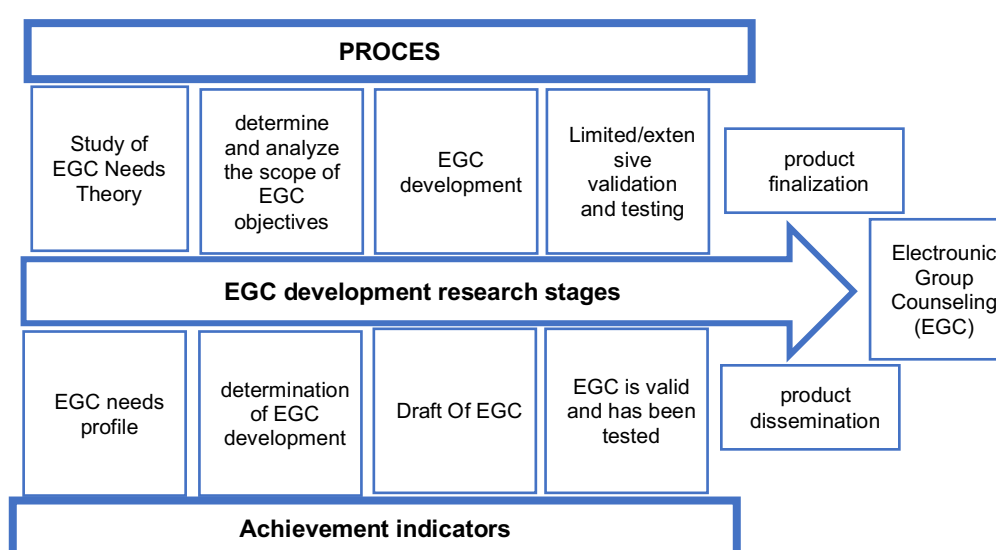 PROCES
Study of
EGC Needs
Theory
determine
and analyze
the scope of
EGC
objectives
EGC
development
Limited/exten
sive
validation
and testing
product
finalization
EGC development research stages
Electrounic
Group
Counseling
(EGC)
EGC needs
profile
determination
of EGC
development
Draft Of EGC
EGC is valid
and has been
tested
product
dissemination
Achievement indicators